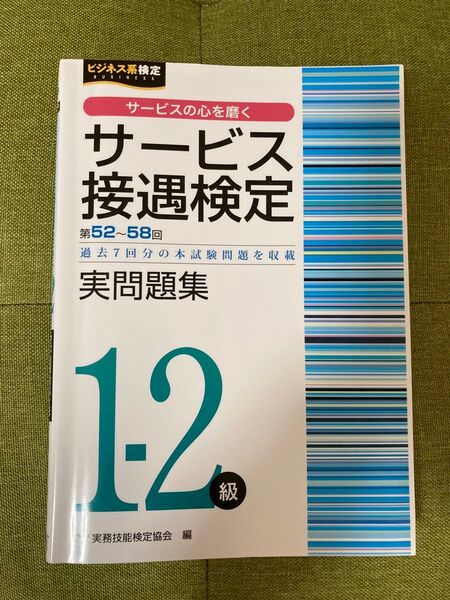 ビジネス系検定
BUSINESS
サービスの心を磨く
サービス
接遇検定
第52〜58回
過去7回分の本試験問題を収載
実問題集
1-2級
実務技能検定協会 編